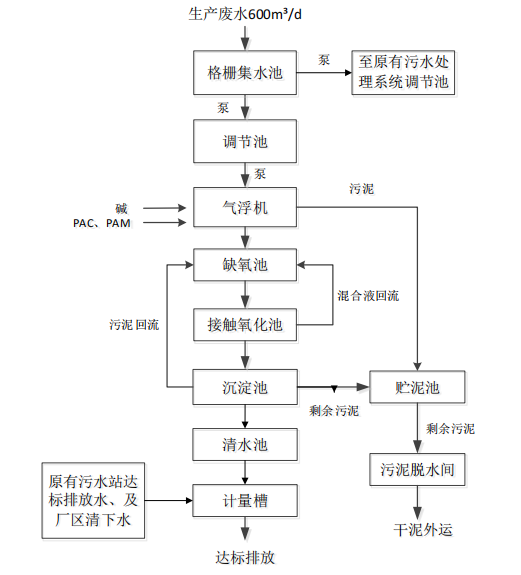 生产废水600m³/d
格栅集水池
泵
至原有污水处
理系统调节池
泵
调节池
泵
污泥
碱
PAC、PAM
气浮机
缺氧池
混合液回流
污泥回流
接触氧化池
沉淀池
剩余污泥
贮泥池
剩余污泥
清水池
污泥脱水间
原有污水站达
标排放水、及
厂区清下水
计量槽
干泥外运
达标排放